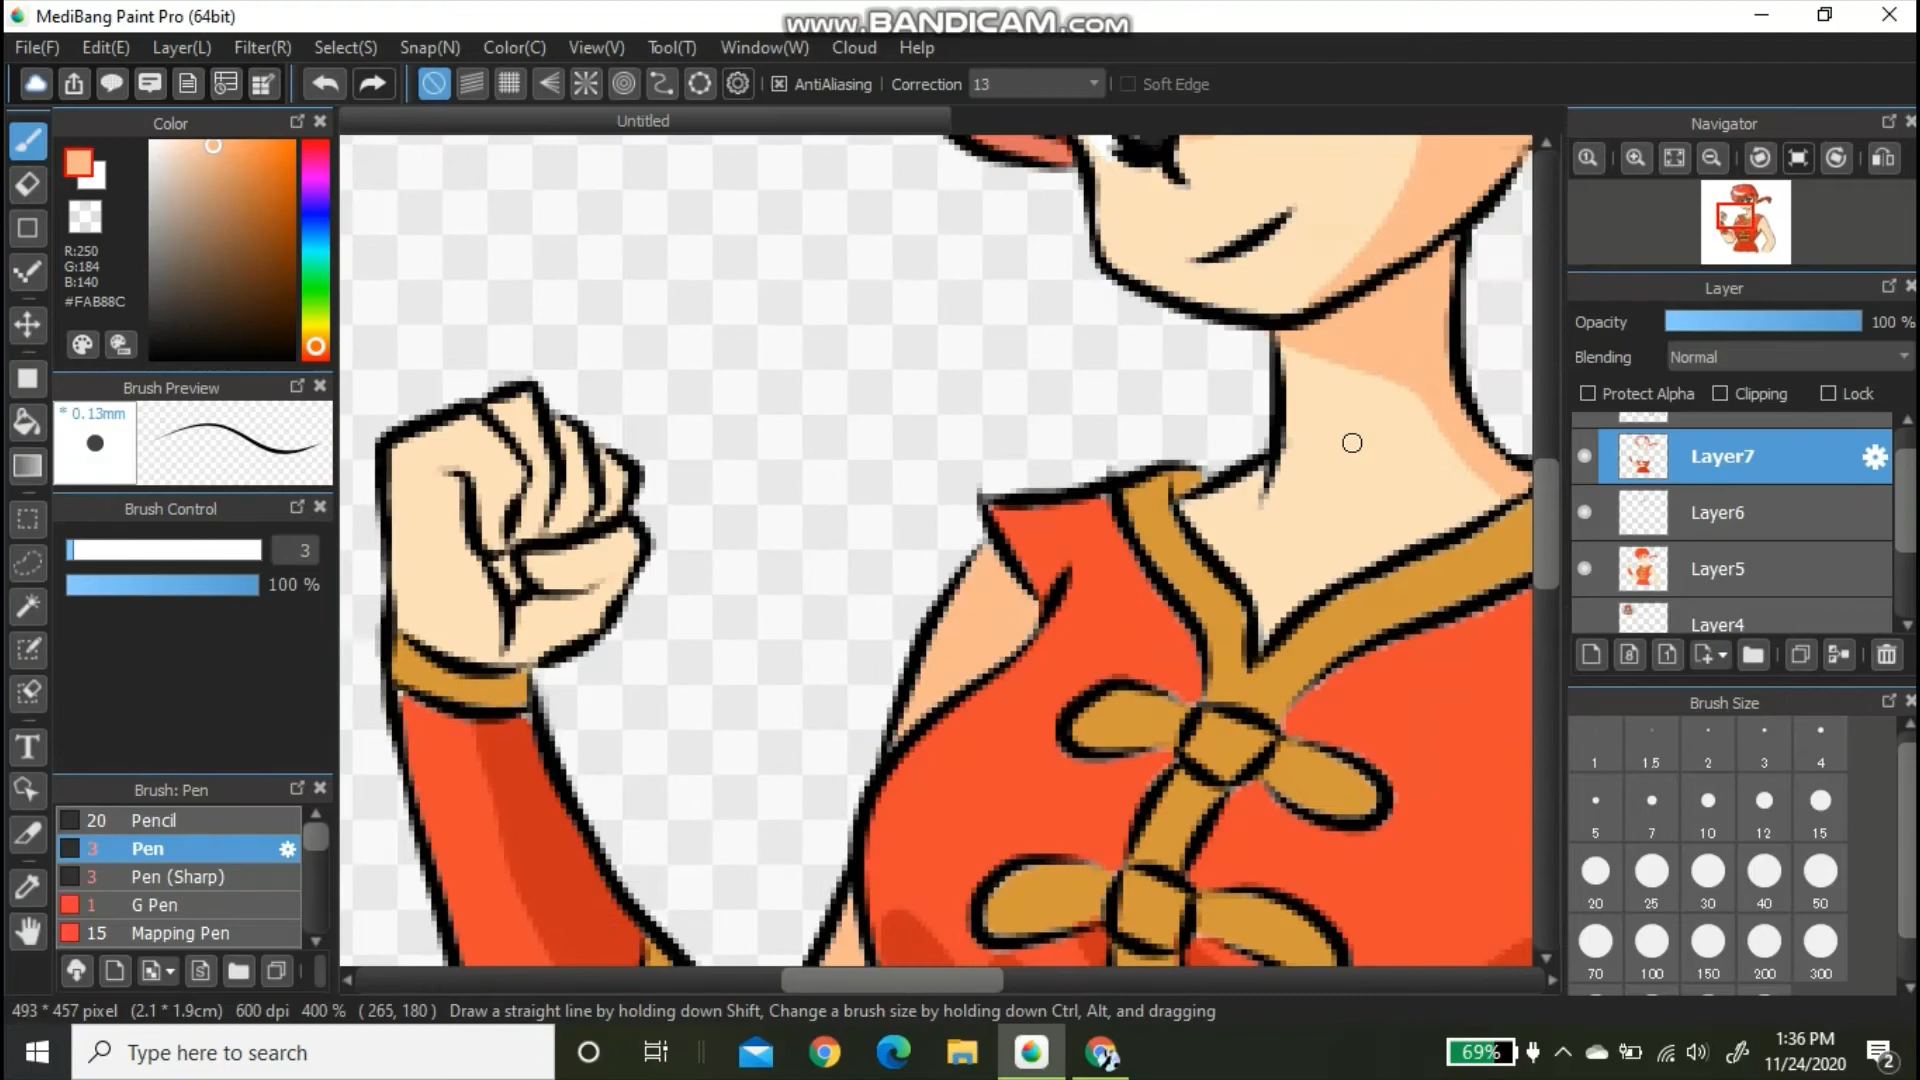 MediBang Paint Pro (64bit)
www.BANDICAM.com
File(F) Edit(E) Layer(L) Filter(R) Select(S) Snap(N) Color(C) View(V) Tool(T) Window(W) Cloud Help
AntiAliasing Correction 13 Soft Edge
Color
Untitled
Navigator
R:250
G:184
B:140
#FAB88C
Layer
Opacity 100 %
Blending Normal
Protect Alpha Clipping Lock
Brush Preview
* 0.13mm
Layer7
Layer6
Layer5
Layer4
Brush Control
3
100 %
Brush Size
1 1.5 2 3 4
5 7 10 12 15
20 25 30 40 50
70 100 150 200 300
Brush: Pen
20 Pencil
3 Pen
3 Pen (Sharp)
1 G Pen
15 Mapping Pen
493 * 457 pixel (2.1 * 1.9cm) 600 dpi 400 % ( 265, 180 ) Draw a straight line by holding down Shift, Change a brush size by holding down Ctrl, Alt, and dragging
Type here to search
69%
1:36 PM
11/24/2020
2